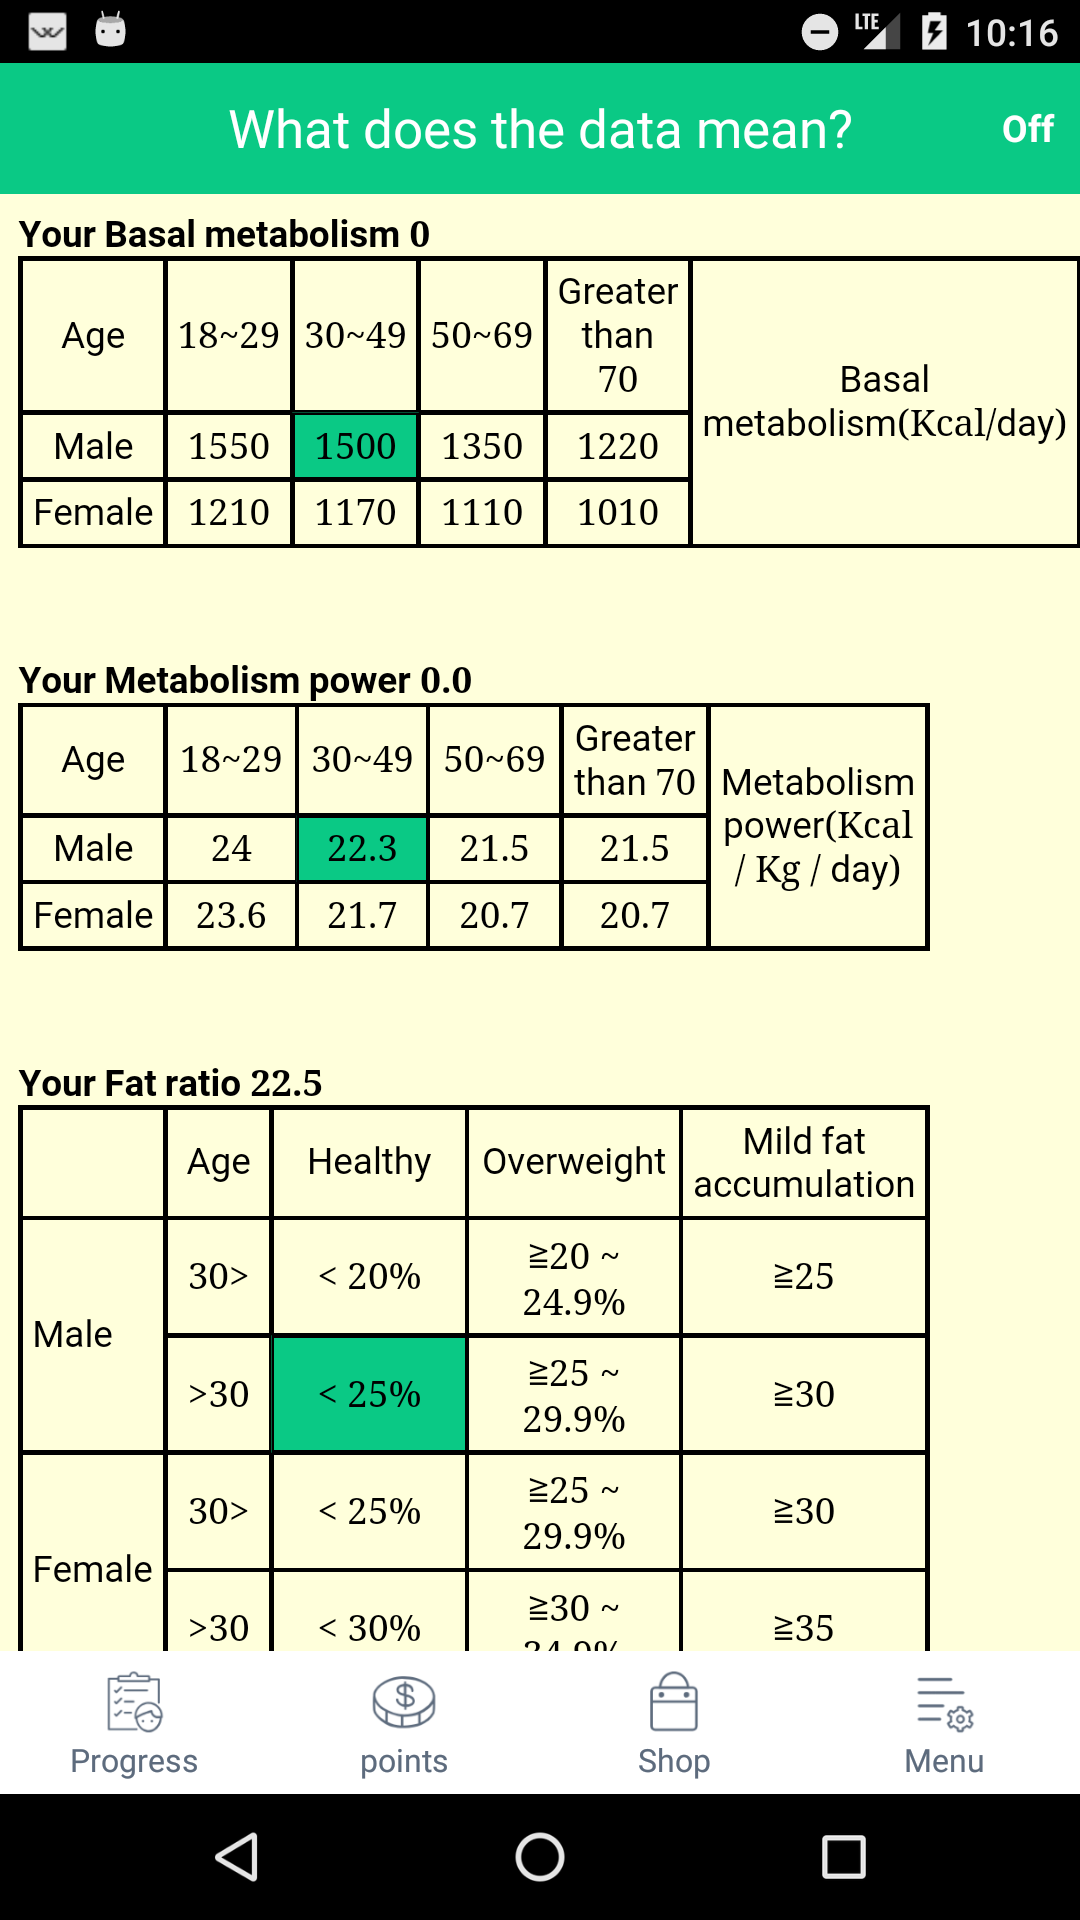 LTE 10:16
What does the data mean? Off
Your Basal metabolism 0
Age 18~29 30~49 50~69 Greater than 70 Basal metabolism(Kcal/day)
Male 1550 1500 1350 1220
Female 1210 1170 1110 1010
Your Metabolism power 0.0
Age 18~29 30~49 50~69 Greater than 70 Metabolism power(Kcal / Kg / day)
Male 24 22.3 21.5 21.5
Female 23.6 21.7 20.7 20.7
Your Fat ratio 22.5
Age Healthy Overweight Mild fat accumulation
Male 30> < 20% ≧20 ~ 24.9% ≧25
>30 < 25% ≧25 ~ 29.9% ≧30
Female 30> < 25% ≧25 ~ 29.9% ≧30
>30 < 30% ≧30 ~ 34.9% ≧35
Progress points Shop Menu